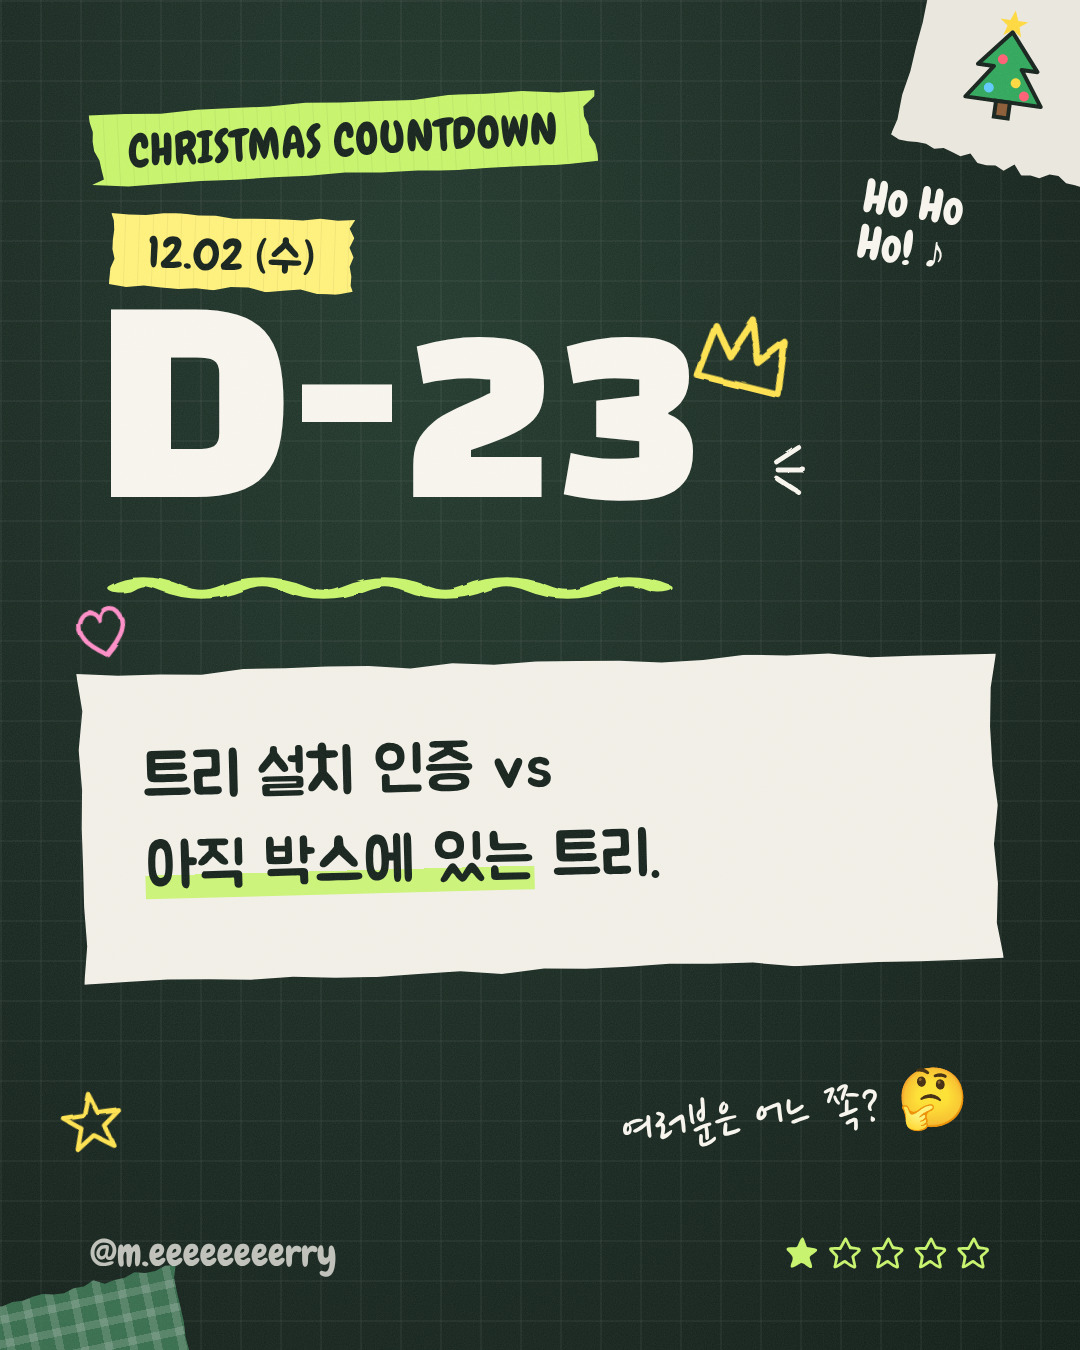 CHRISTMAS COUNTDOWN
12.02 (수)
Ho Ho
Ho! ♪
D-23
트리 설치 인증 vs
아직 박스에 있는 트리.
여러분은 어느 쪽? 🤔
@m.eeeeeeeerry